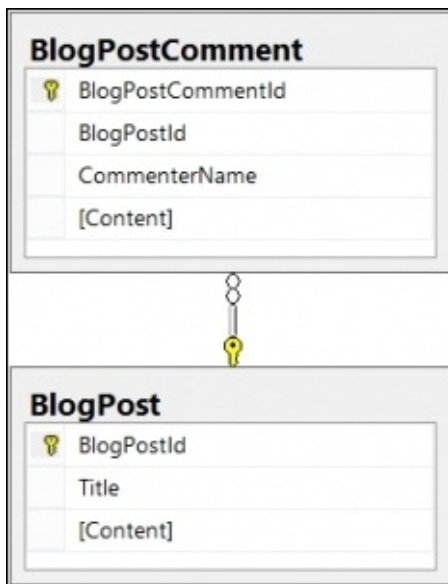 BlogPostComment
BlogPostCommentId
BlogPostId
CommenterName
[Content]
BlogPost
BlogPostId
Title
[Content]